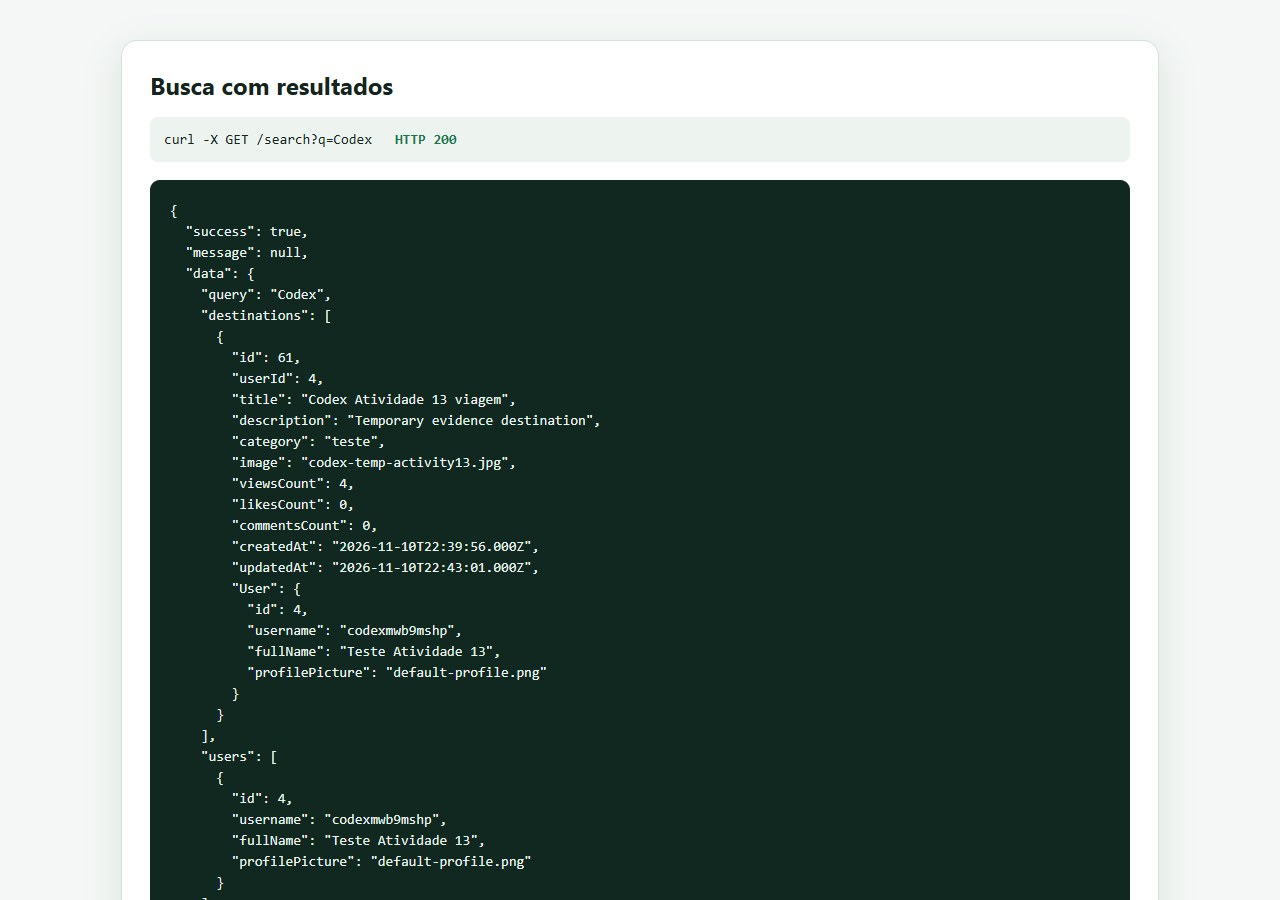 Busca com resultados
curl -X GET /search?q=Codex   HTTP 200
{
  "success": true,
  "message": null,
  "data": {
    "query": "Codex",
    "destinations": [
      {
        "id": 61,
        "userId": 4,
        "title": "Codex Atividade 13 viagem",
        "description": "Temporary evidence destination",
        "category": "teste",
        "image": "codex-temp-activity13.jpg",
        "viewsCount": 4,
        "likesCount": 0,
        "commentsCount": 0,
        "createdAt": "2026-11-10T22:39:56.000Z",
        "updatedAt": "2026-11-10T22:43:01.000Z",
        "User": {
          "id": 4,
          "username": "codexmwb9mshp",
          "fullName": "Teste Atividade 13",
          "profilePicture": "default-profile.png"
        }
      }
    ],
    "users": [
      {
        "id": 4,
        "username": "codexmwb9mshp",
        "fullName": "Teste Atividade 13",
        "profilePicture": "default-profile.png"
      }